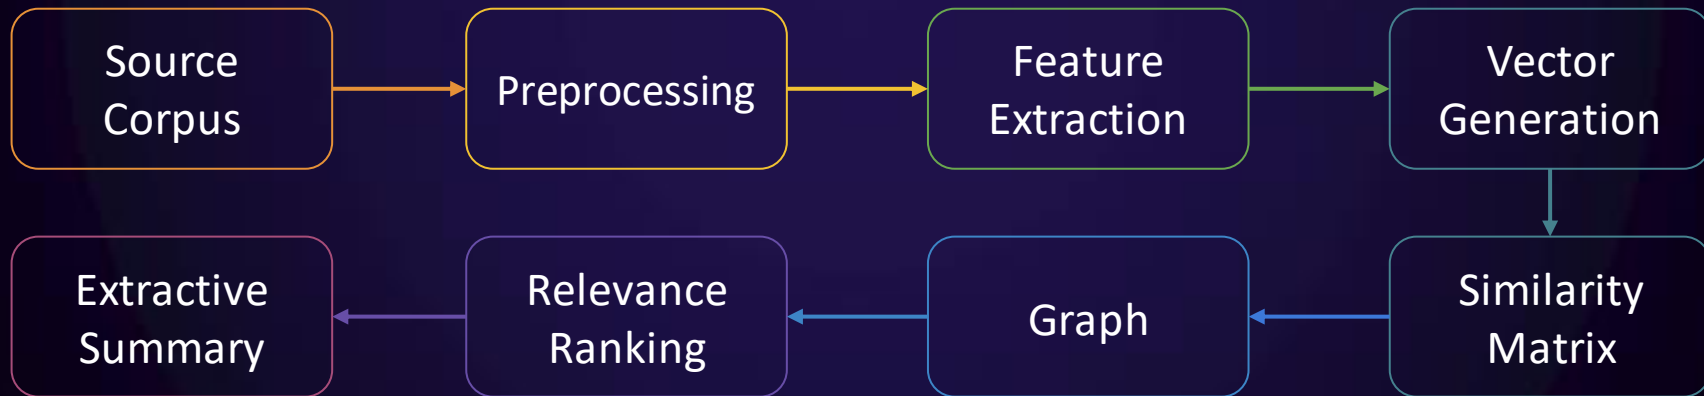 Source
Corpus
Preprocessing
Feature
Extraction
Vector
Generation
Similarity
Matrix
Graph
Relevance
Ranking
Extractive
Summary